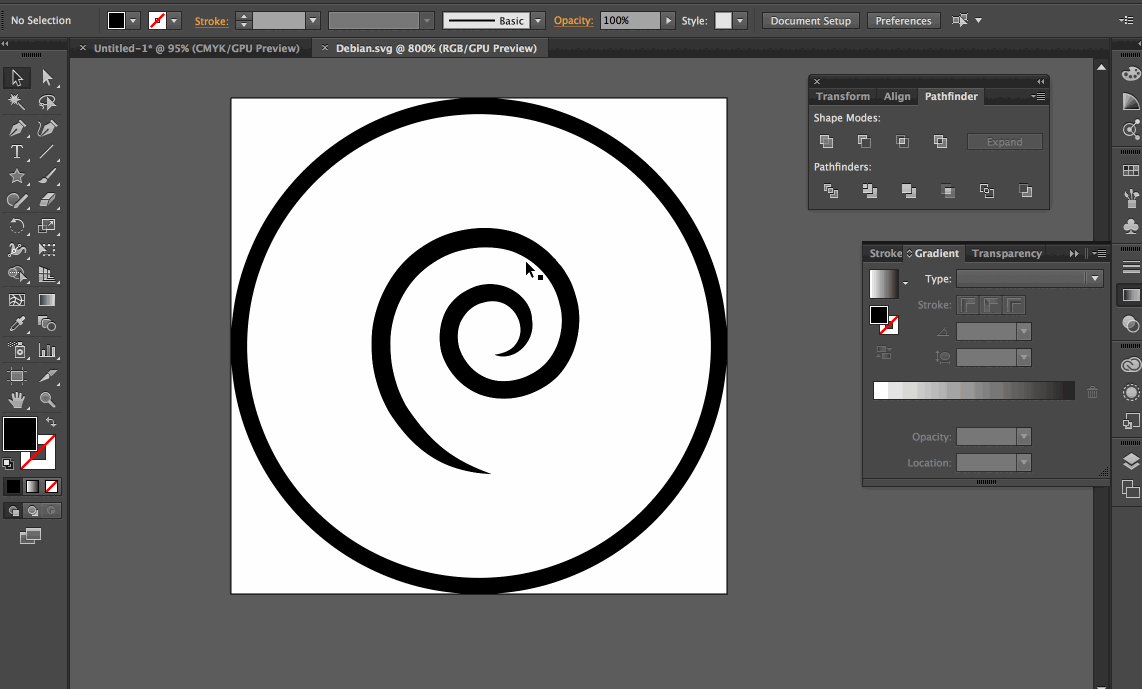 No Selection Stroke: Basic Opacity: 100% Style: Document Setup Preferences
× Untitled-1* @ 95% (CMYK/GPU Preview) × Debian.svg @ 800% (RGB/GPU Preview)
Transform Align Pathfinder
Shape Modes:
Expand
Pathfinders:
Stroke Gradient Transparency
Type:
Stroke:
Opacity:
Location: